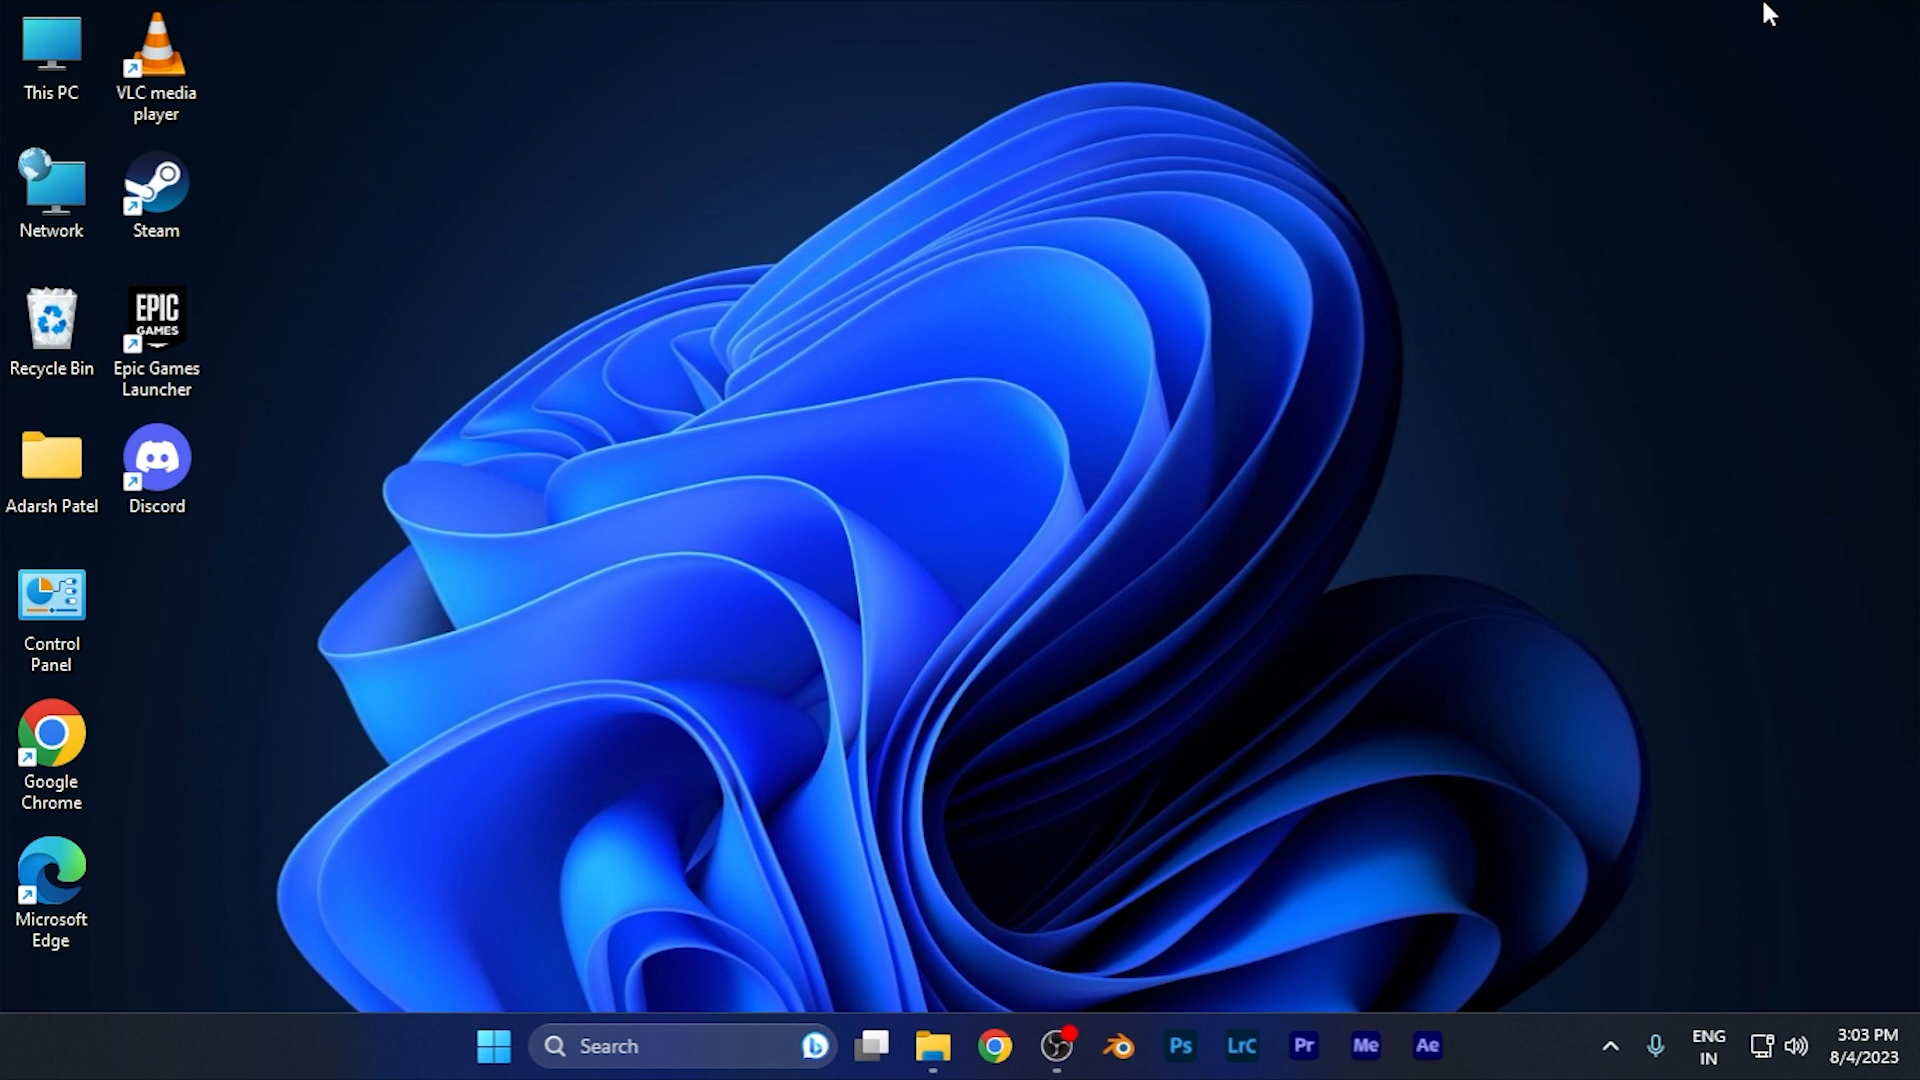 This PC
VLC media
player
Network
Steam
Recycle Bin
EPIC
GAMES
Epic Games
Launcher
Adarsh Patel
Discord
Control
Panel
Google
Chrome
Microsoft
Edge
Search
Ps
LrC
Pr
Me
Ae
ENG
IN
3:03 PM
8/4/2023